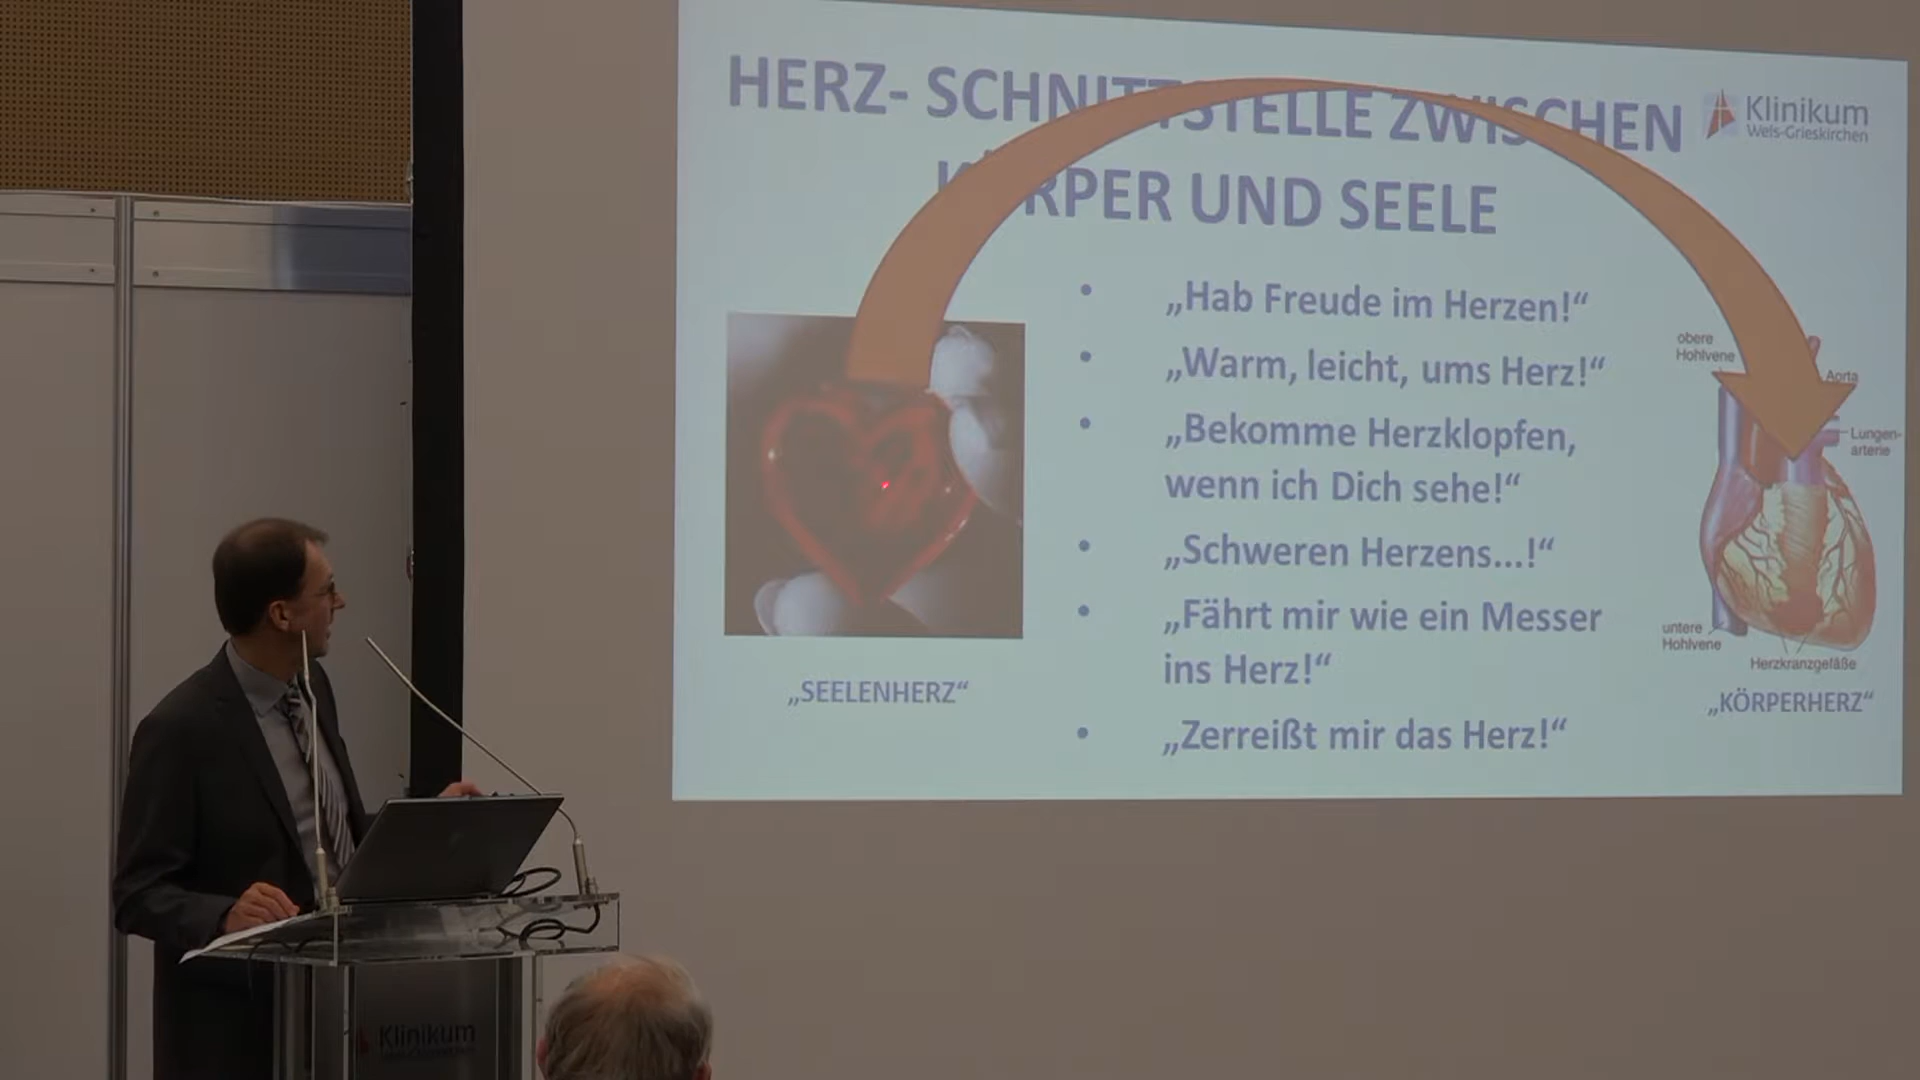 HERZ- SCHNITTSTELLE ZWISCHEN
KÖRPER UND SEELE
Klinikum
Wels-Grieskirchen
• „Hab Freude im Herzen!“
• „Warm, leicht, ums Herz!“
• „Bekomme Herzklopfen,
wenn ich Dich sehe!“
• „Schweren Herzens...!“
• „Fährt mir wie ein Messer
ins Herz!“
• „Zerreißt mir das Herz!“
„SEELENHERZ“
obere
Hohlvene
Aorta
Lungen-
arterie
untere
Hohlvene
Herzkranzgefäße
„KÖRPERHERZ“
Klinikum